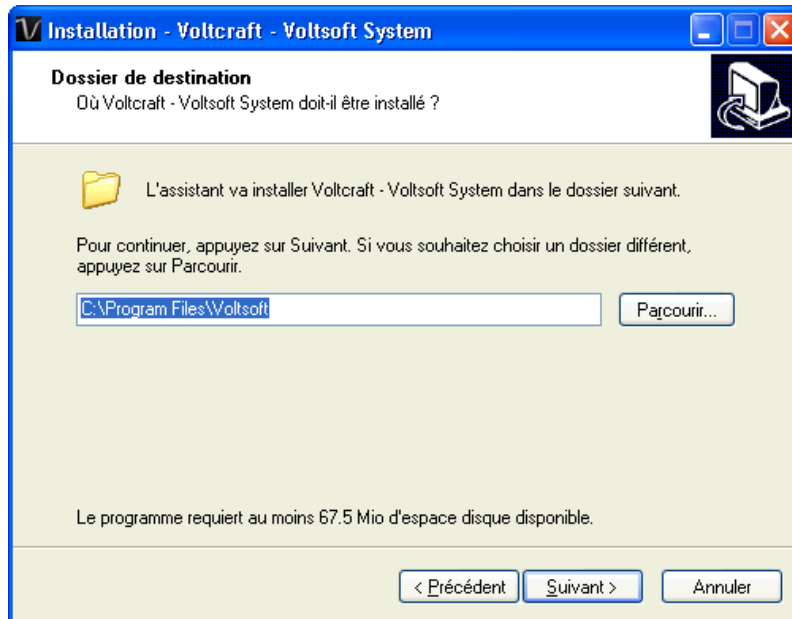 Installation - Voltcraft - Voltsoft System
Dossier de destination
Où Voltcraft - Voltsoft System doit-il être installé ?
L'assistant va installer Voltcraft - Voltsoft System dans le dossier suivant.
Pour continuer, appuyez sur Suivant. Si vous souhaitez choisir un dossier différent,
appuyez sur Parcourir.
C:\Program Files\Voltsoft
Parcourir...
Le programme requiert au moins 67.5 Mio d'espace disque disponible.
< Précédent
Suivant >
Annuler